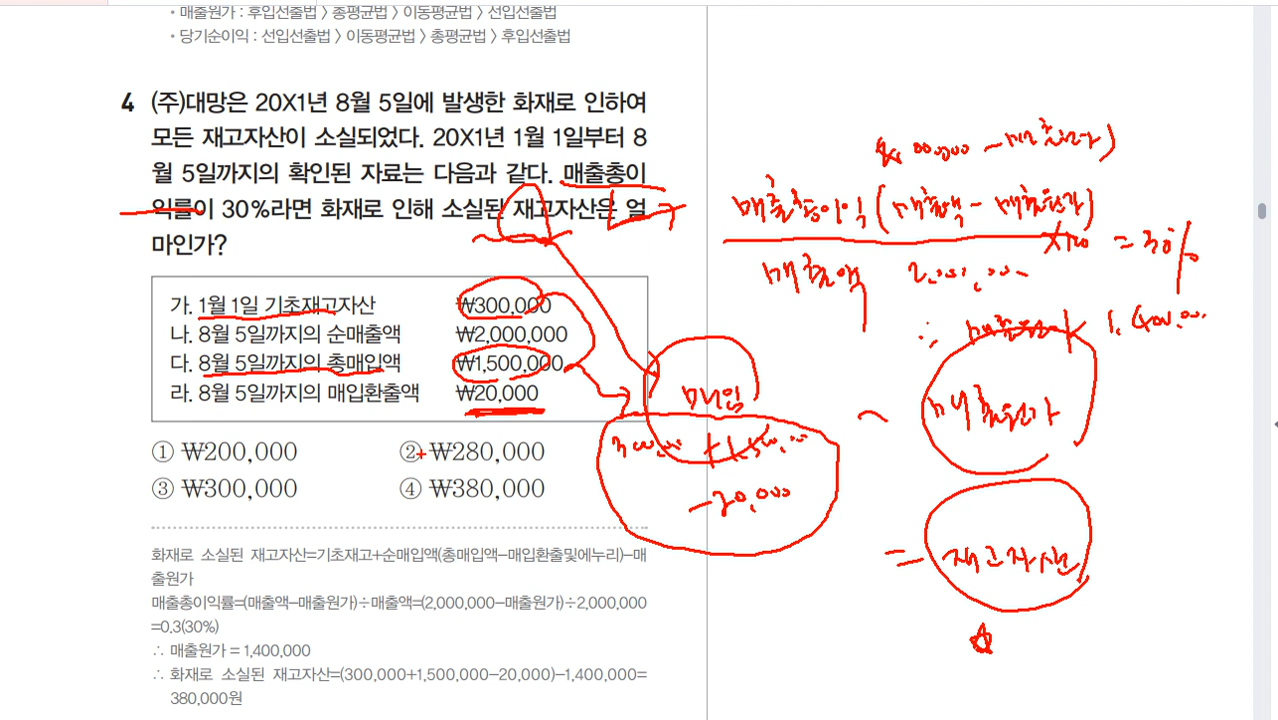 • 매출원가 : 후입선출법 > 총평균법 > 이동평균법 > 선입선출법
• 당기순이익 : 선입선출법 > 이동평균법 > 총평균법 > 후입선출법
4 (주)대망은 20X1년 8월 5일에 발생한 화재로 인하여
모든 재고자산이 소실되었다. 20X1년 1월 1일부터 8
월 5일까지의 확인된 자료는 다음과 같다. 매출총이
익률이 30%라면 화재로 인해 소실된 재고자산은 얼
마인가?
가. 1월 1일 기초재고자산 ₩300,000
나. 8월 5일까지의 순매출액 ₩2,000,000
다. 8월 5일까지의 총매입액 ₩1,500,000
라. 8월 5일까지의 매입환출액 ₩20,000
① ₩200,000 ② ₩280,000
③ ₩300,000 ④ ₩380,000
화재로 소실된 재고자산=기초재고+순매입액(총매입액-매입환출및에누리)-매
출원가
매출총이익률=(매출액-매출원가)÷매출액=(2,000,000-매출원가)÷2,000,000
=0.3(30%)
∴ 매출원가 = 1,400,000
∴ 화재로 소실된 재고자산=(300,000+1,500,000-20,000)-1,400,000=
380,000원
매출총이익 (매출액 - 매출원가)
매출액 2,000,000 ×100 = 30%
∴ 1,400,000
매입 - 매출원가
-20,000
= 재고자산